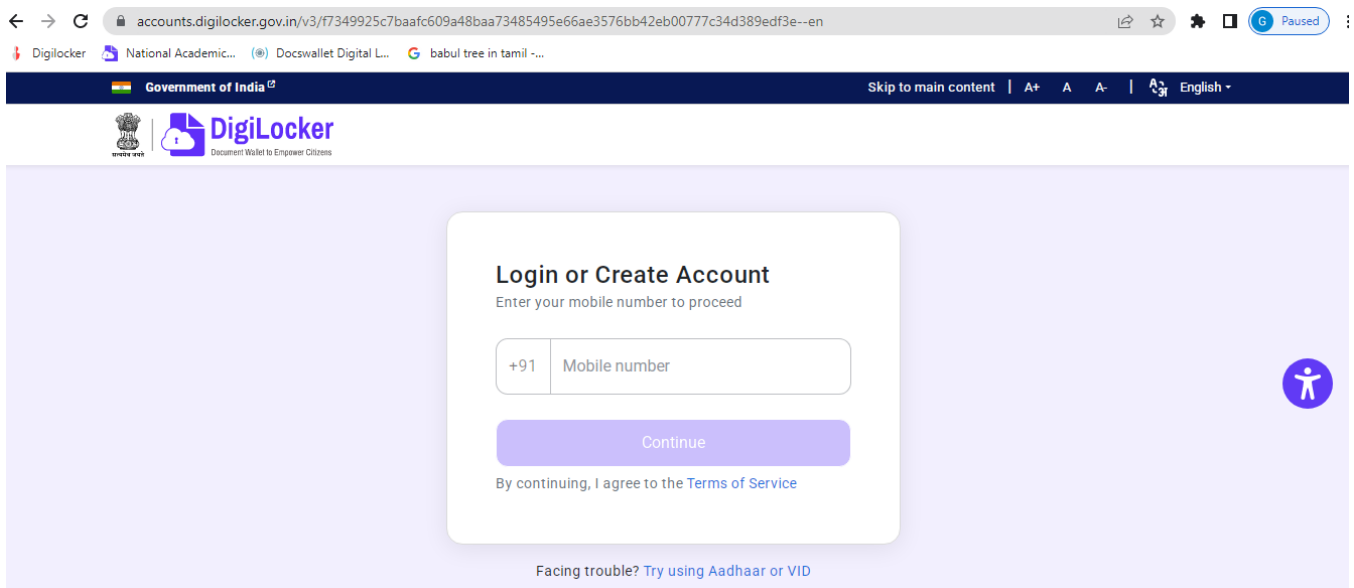 accounts.digilocker.gov.in/v3/f7349925c7baafc609a48baa73485495e66ae3576bb42eb00777c34d389edf3e--en
G Paused
Digilocker National Academic... Docswallet Digital L... G babul tree in tamil -...
Government of India Skip to main content | A+ A A- | A अ English
सत्यमेव जयते DigiLocker
Document Wallet to Empower Citizens
Login or Create Account
Enter your mobile number to proceed
+91 Mobile number
Continue
By continuing, I agree to the Terms of Service
Facing trouble? Try using Aadhaar or VID